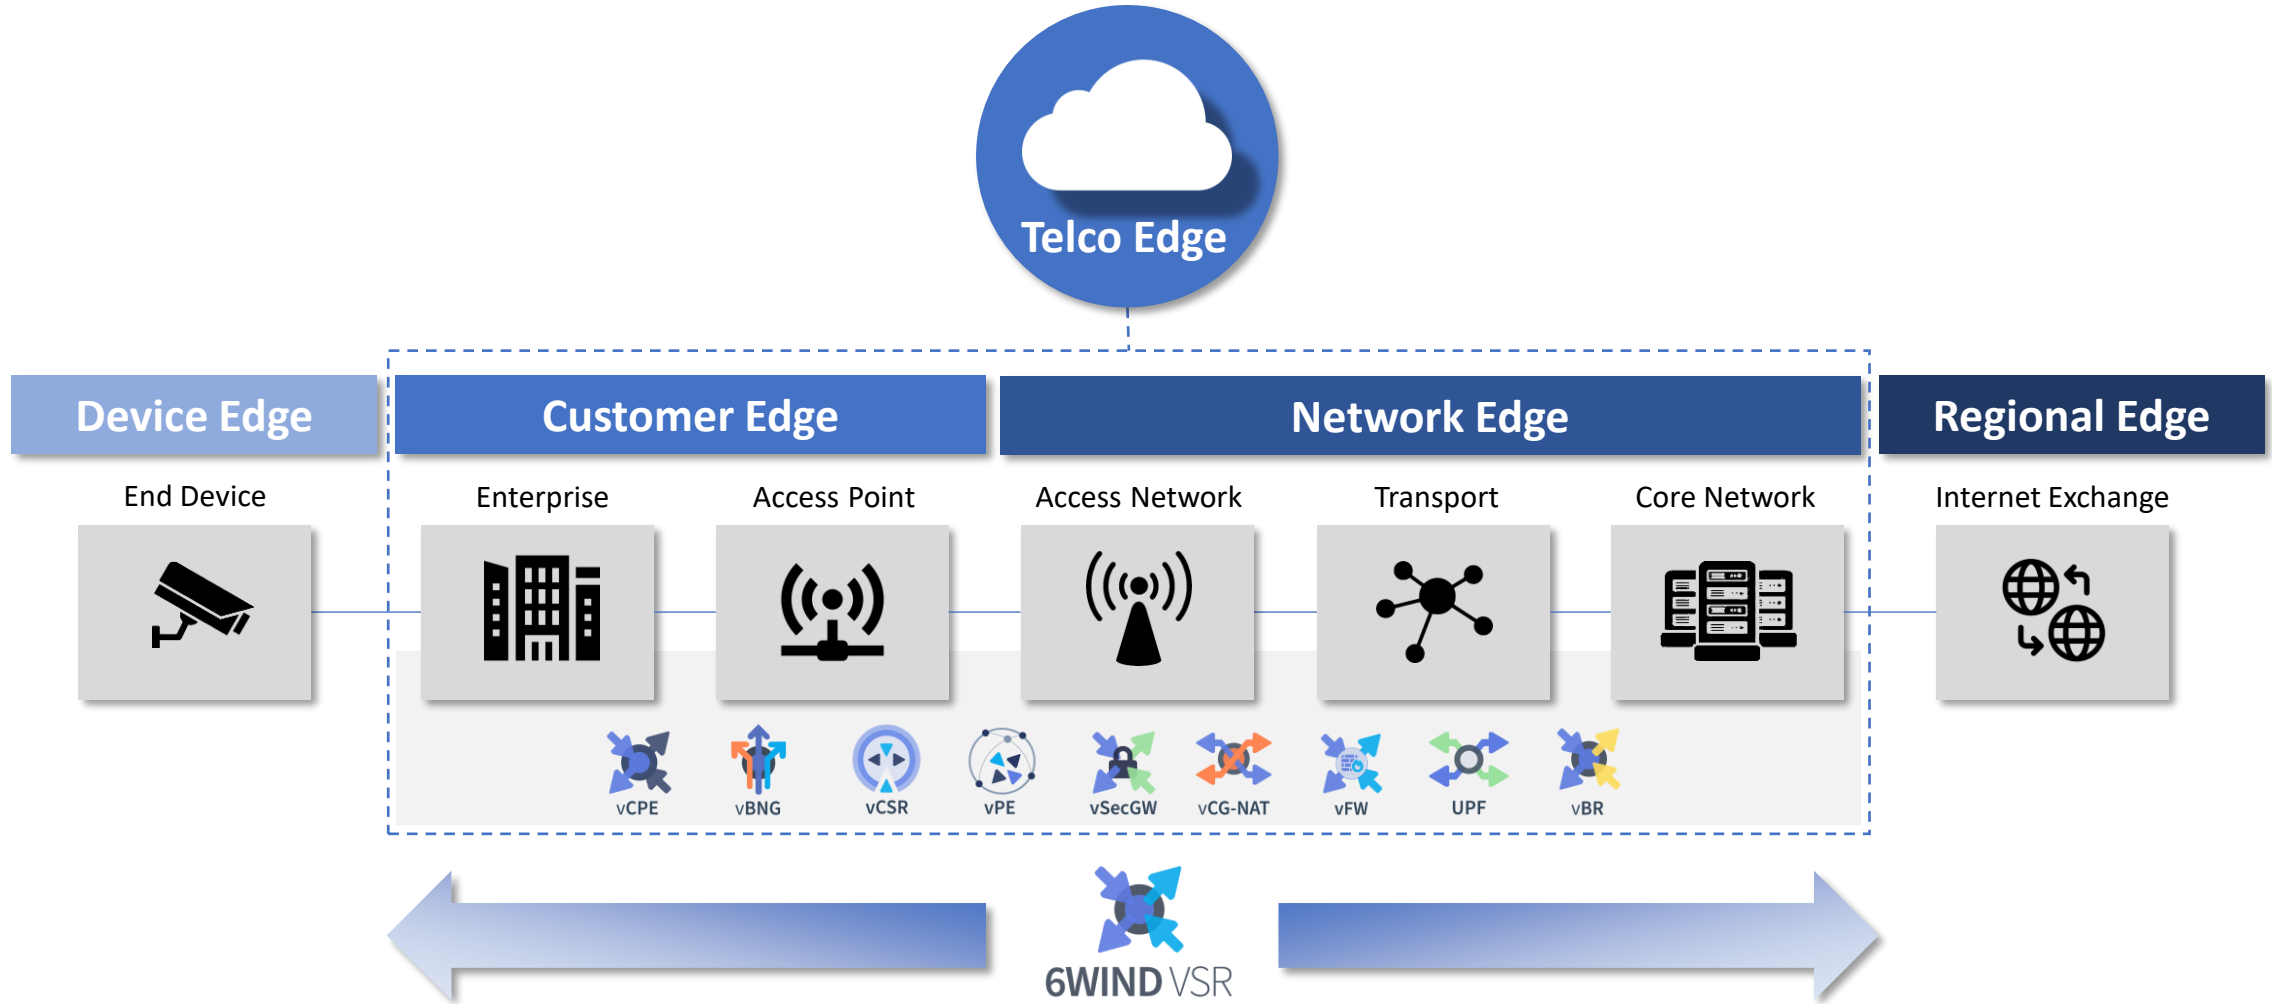 Telco Edge
Device Edge
Customer Edge
Network Edge
Regional Edge
End Device
Enterprise
Access Point
Access Network
Transport
Core Network
Internet Exchange
vCPE
vBNG
vCSR
vPE
vSecGW
vCG-NAT
vFW
UPF
vBR
6WIND VSR